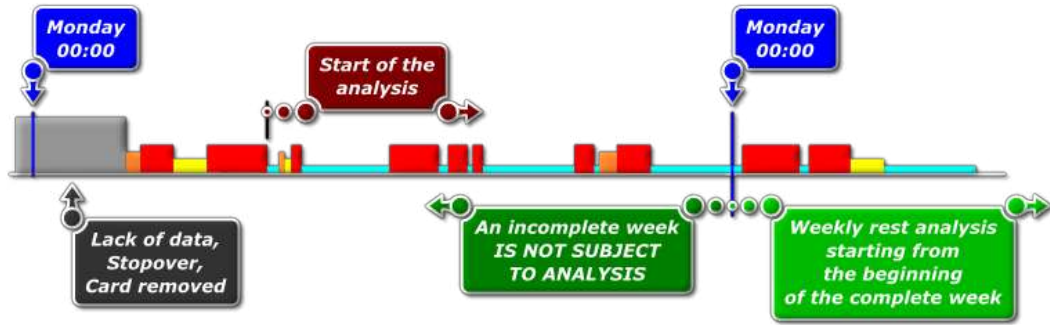 Monday
00:00
Start of the
analysis
Monday
00:00
Lack of data,
Stopover,
Card removed
An incomplete week
IS NOT SUBJECT
TO ANALYSIS
Weekly rest analysis
starting from
the beginning
of the complete week